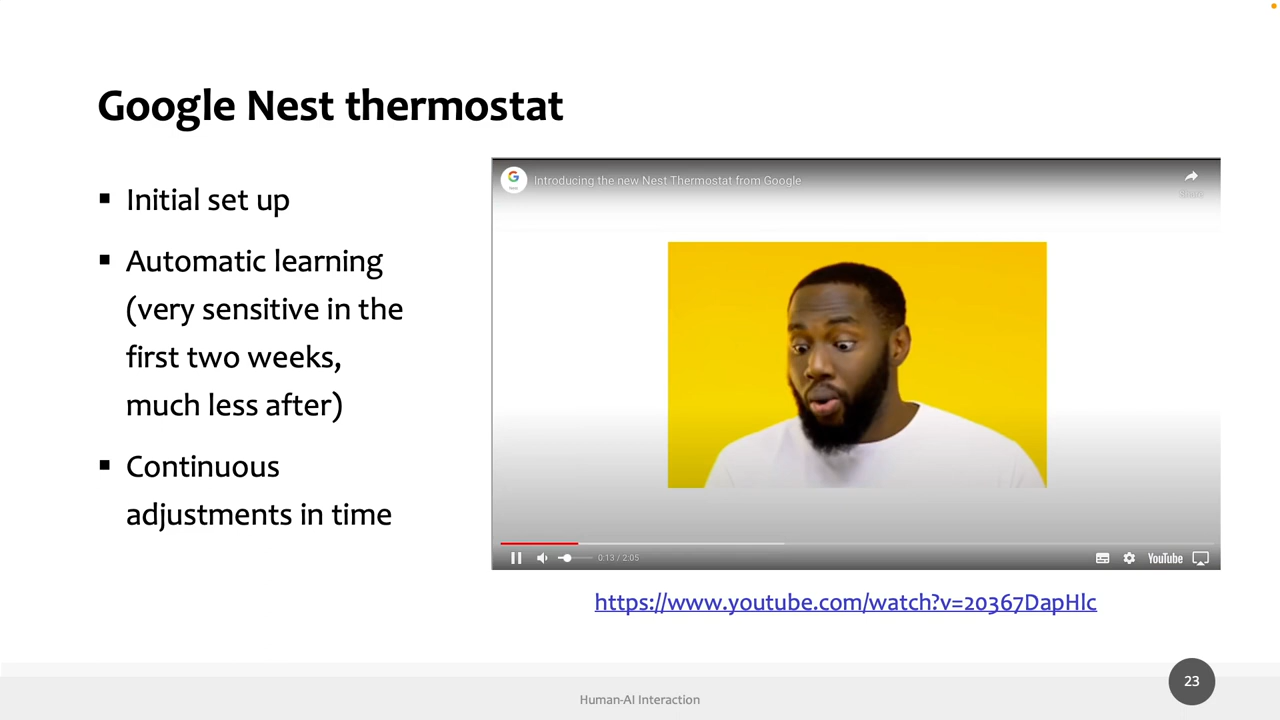 Google Nest thermostat
▪ Initial set up
▪ Automatic learning
(very sensitive in the
first two weeks,
much less after)
▪ Continuous
adjustments in time
Introducing the new Nest Thermostat from Google
Share
0:13 / 2:05
YouTube
https://www.youtube.com/watch?v=20367DapHlc
Human-AI Interaction
23